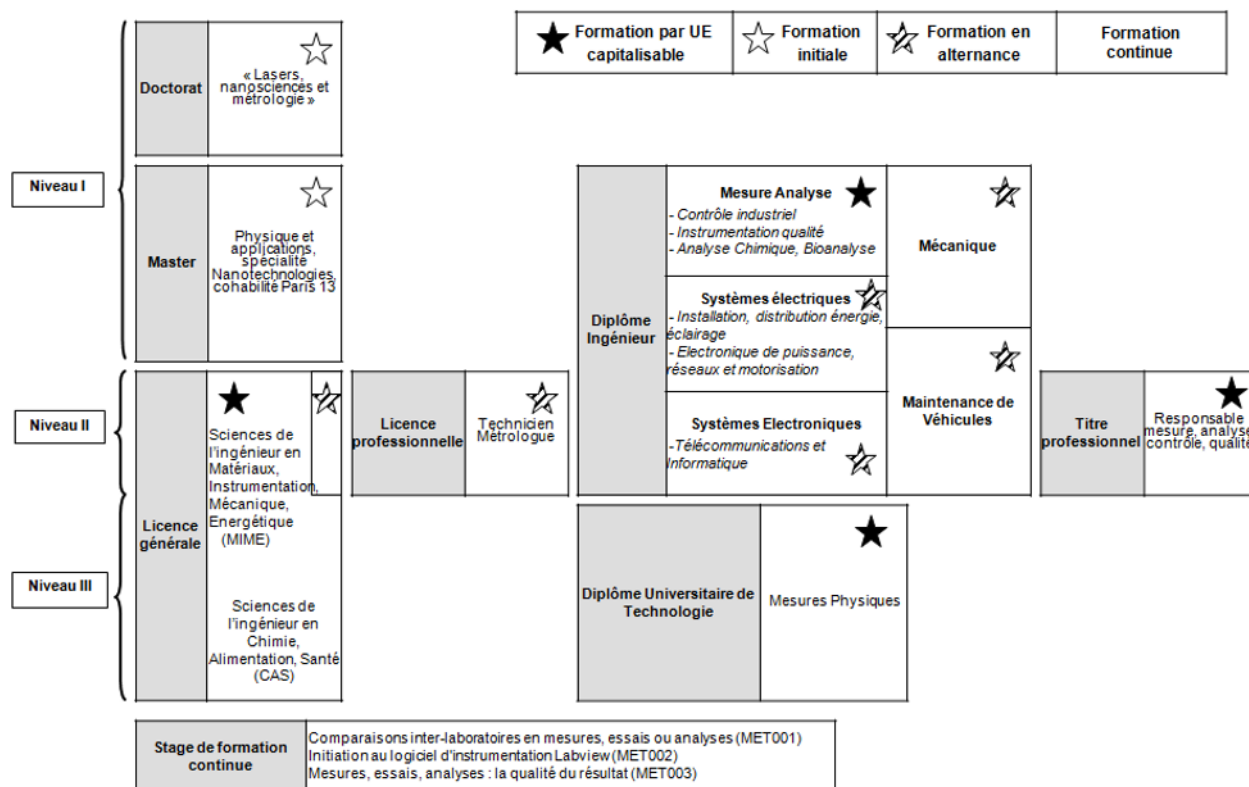 Formation par UE
capitalisable
Formation
initiale
Formation en
alternance
Formation
continue
Niveau I
Doctorat
« Lasers,
nanosciences et
métrologie »
Master
Physique et
applications,
spécialité
Nanotechnologies,
cohabilité Paris 13
Diplôme
Ingénieur
Mesure Analyse
- Contrôle industriel
- Instrumentation qualité
- Analyse Chimique, Bioanalyse
Systèmes électriques
- Installation, distribution énergie,
éclairage
- Electronique de puissance,
réseaux et motorisation
Systèmes Electroniques
-Télécommunications et
Informatique
Mécanique
Maintenance de
Véhicules
Niveau II
Niveau III
Licence
générale
Sciences de
l'ingénieur en
Matériaux,
Instrumentation,
Mécanique,
Energétique
(MIME)
Sciences de
l'ingénieur en
Chimie,
Alimentation, Santé
(CAS)
Licence
professionnelle
Technicien
Métrologue
Titre
professionnel
Responsable
mesure, analyse
contrôle, qualité
Diplôme Universitaire de
Technologie
Mesures Physiques
Stage de formation
continue
Comparaisons inter-laboratoires en mesures, essais ou analyses (MET001)
Initiation au logiciel d'instrumentation Labview (MET002)
Mesures, essais, analyses : la qualité du résultat (MET003)